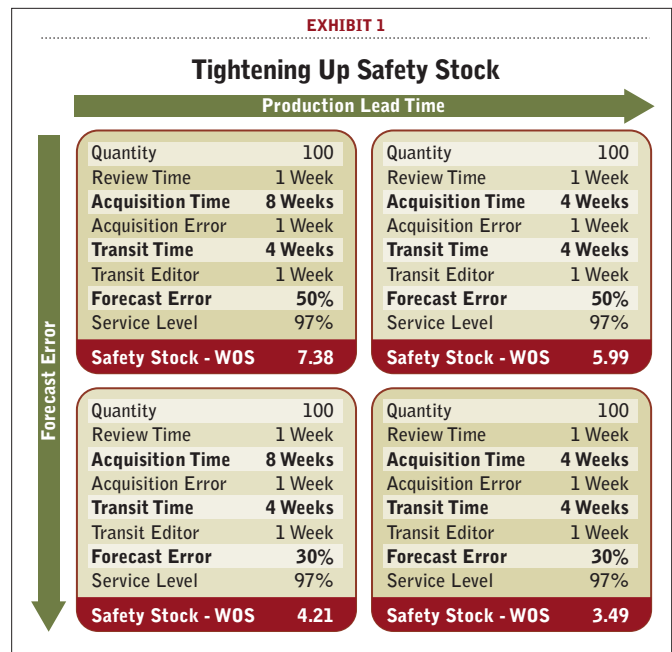 EXHIBIT 1
Tightening Up Safety Stock
Production Lead Time
Forecast Error
Quantity 100
Review Time 1 Week
Acquisition Time 8 Weeks
Acquisition Error 1 Week
Transit Time 4 Weeks
Transit Editor 1 Week
Forecast Error 50%
Service Level 97%
Safety Stock - WOS 7.38
Quantity 100
Review Time 1 Week
Acquisition Time 4 Weeks
Acquisition Error 1 Week
Transit Time 4 Weeks
Transit Editor 1 Week
Forecast Error 50%
Service Level 97%
Safety Stock - WOS 5.99
Quantity 100
Review Time 1 Week
Acquisition Time 8 Weeks
Acquisition Error 1 Week
Transit Time 4 Weeks
Transit Editor 1 Week
Forecast Error 30%
Service Level 97%
Safety Stock - WOS 4.21
Quantity 100
Review Time 1 Week
Acquisition Time 4 Weeks
Acquisition Error 1 Week
Transit Time 4 Weeks
Transit Editor 1 Week
Forecast Error 30%
Service Level 97%
Safety Stock - WOS 3.49